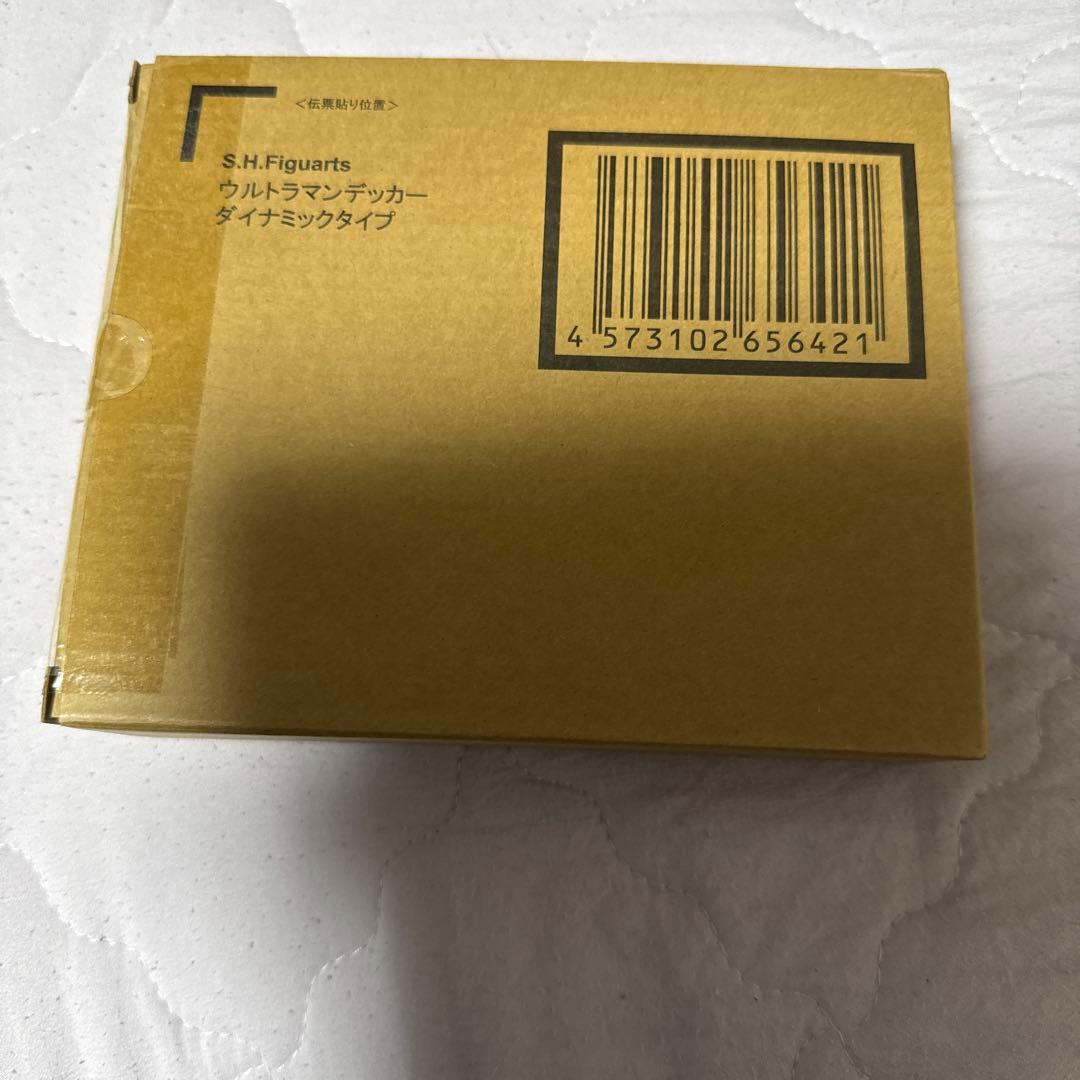 ＜伝票貼り位置＞
S.H.Figuarts
ウルトラマンデッカー
ダイナミックタイプ
4 573102 656421